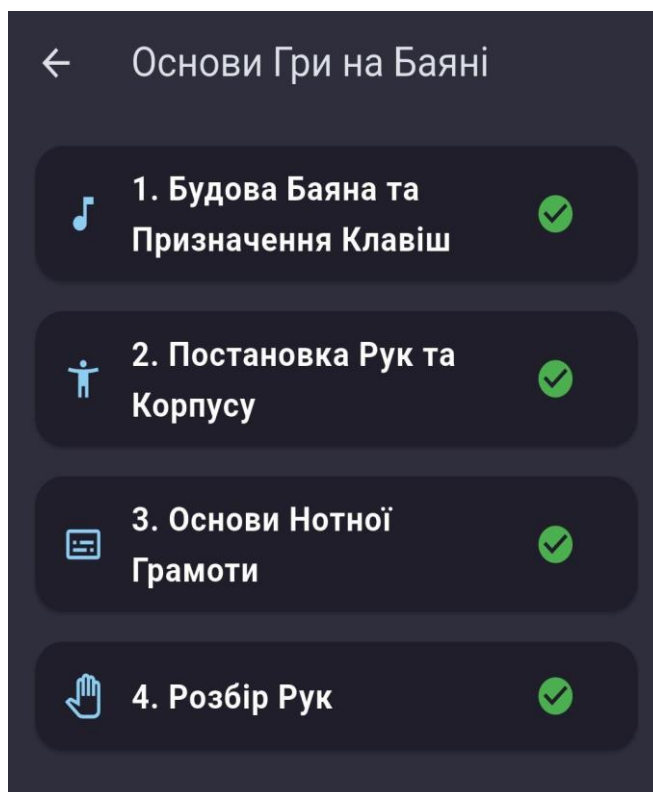 Основи Гри на Баяні
1. Будова Баяна та
Призначення Клавіш
2. Постановка Рук та
Корпусу
3. Основи Нотної
Грамоти
4. Розбір Рук